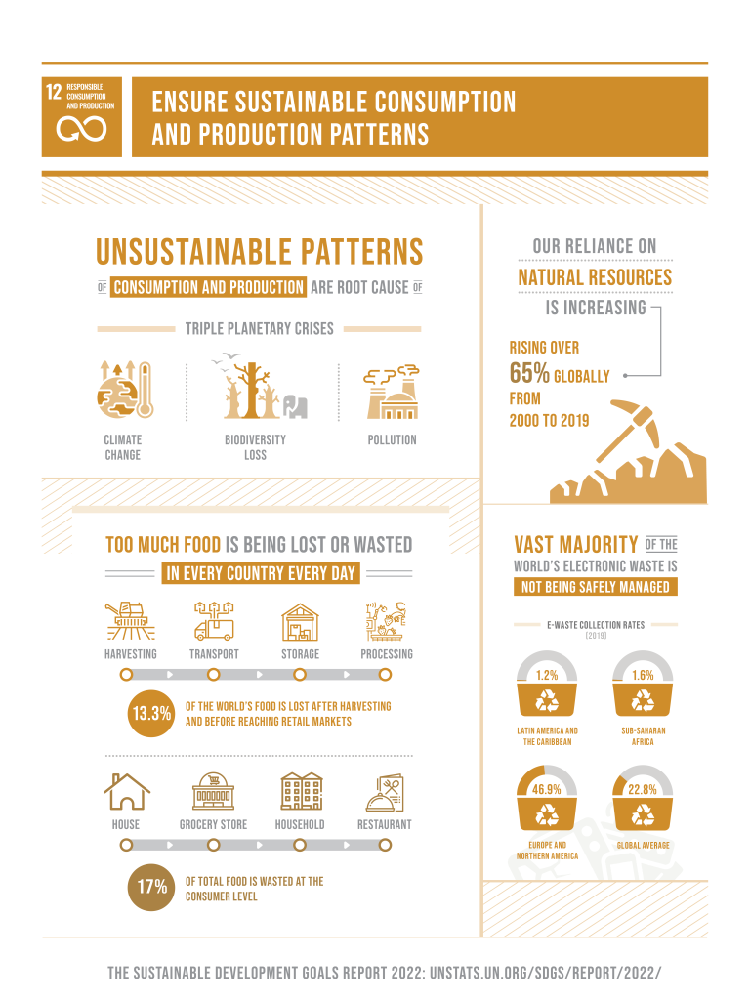 12 RESPONSIBLE
CONSUMPTION
AND PRODUCTION
ENSURE SUSTAINABLE CONSUMPTION
AND PRODUCTION PATTERNS
UNSUSTAINABLE PATTERNS
OF CONSUMPTION AND PRODUCTION ARE ROOT CAUSE OF
TRIPLE PLANETARY CRISES
CLIMATE
CHANGE
BIODIVERSITY
LOSS
POLLUTION
OUR RELIANCE ON
NATURAL RESOURCES
IS INCREASING
RISING OVER
65% GLOBALLY
FROM
2000 TO 2019
TOO MUCH FOOD IS BEING LOST OR WASTED
IN EVERY COUNTRY EVERY DAY
HARVESTING TRANSPORT STORAGE PROCESSING
13.3%
OF THE WORLD'S FOOD IS LOST AFTER HARVESTING
AND BEFORE REACHING RETAIL MARKETS
HOUSE GROCERY STORE HOUSEHOLD RESTAURANT
17%
OF TOTAL FOOD IS WASTED AT THE
CONSUMER LEVEL
VAST MAJORITY OF THE
WORLD'S ELECTRONIC WASTE IS
NOT BEING SAFELY MANAGED
E-WASTE COLLECTION RATES
(2019)
1.2%
LATIN AMERICA AND
THE CARIBBEAN
1.6%
SUB-SAHARAN
AFRICA
46.9%
EUROPE AND
NORTHERN AMERICA
22.8%
GLOBAL AVERAGE
THE SUSTAINABLE DEVELOPMENT GOALS REPORT 2022: UNSTATS.UN.ORG/SDGS/REPORT/2022/